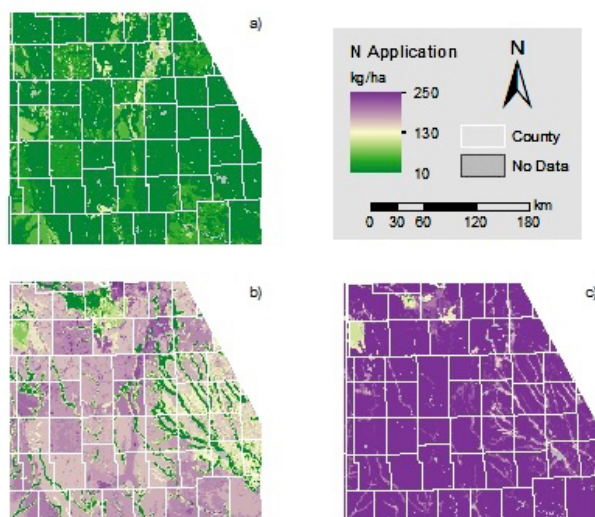 a)
N Application
kg/ha
250
130
10
N
County
No Data
km
0 30 60 120 180
b)
c)